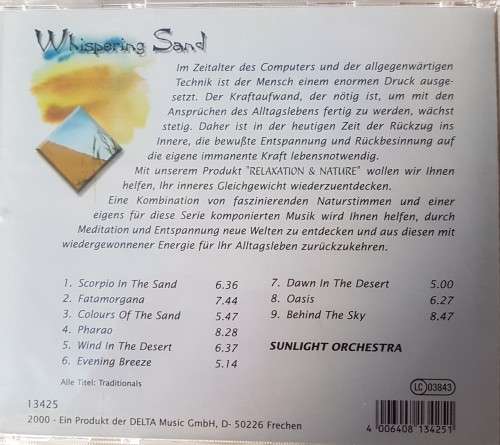 Whispering Sand
Im Zeitalter des Computers und der allgegenwärtigen
Technik ist der Mensch einem enormen Druck ausge-
setzt. Der Kraftaufwand, der nötig ist, um mit den
Ansprüchen des Alltagslebens fertig zu werden, wächst
stetig. Daher ist in der heutigen Zeit der Rückzug ins
Innere, die bewußte Entspannung und Rückbesinnung auf
die eigene immanente Kraft lebensnotwendig.
Mit unserem Produkt "RELAXATION & NATURE" wollen wir Ihnen
helfen, Ihr inneres Gleichgewicht wiederzuentdecken.
Eine Kombination von faszinierenden Naturstimmen und einer
eigens für diese Serie komponierten Musik wird Ihnen helfen, durch
Meditation und Entspannung neue Welten zu entdecken und aus diesen mit
wiedergewonnener Energie für Ihr Alltagsleben zurückzukehren.
1. Scorpio In The Sand 6.36
2. Fatamorgana 7.44
3. Colours Of The Sand 5.47
4. Pharao 8.28
5. Wind In The Desert 6.37
6. Evening Breeze 5.14
7. Dawn In The Desert 5.00
8. Oasis 6.27
9. Behind The Sky 8.47
SUNLIGHT ORCHESTRA
Alle Titel: Traditionals
LC 03843
13425
2000 - Ein Produkt der DELTA Music GmbH, D- 50226 Frechen
4 006408 134251